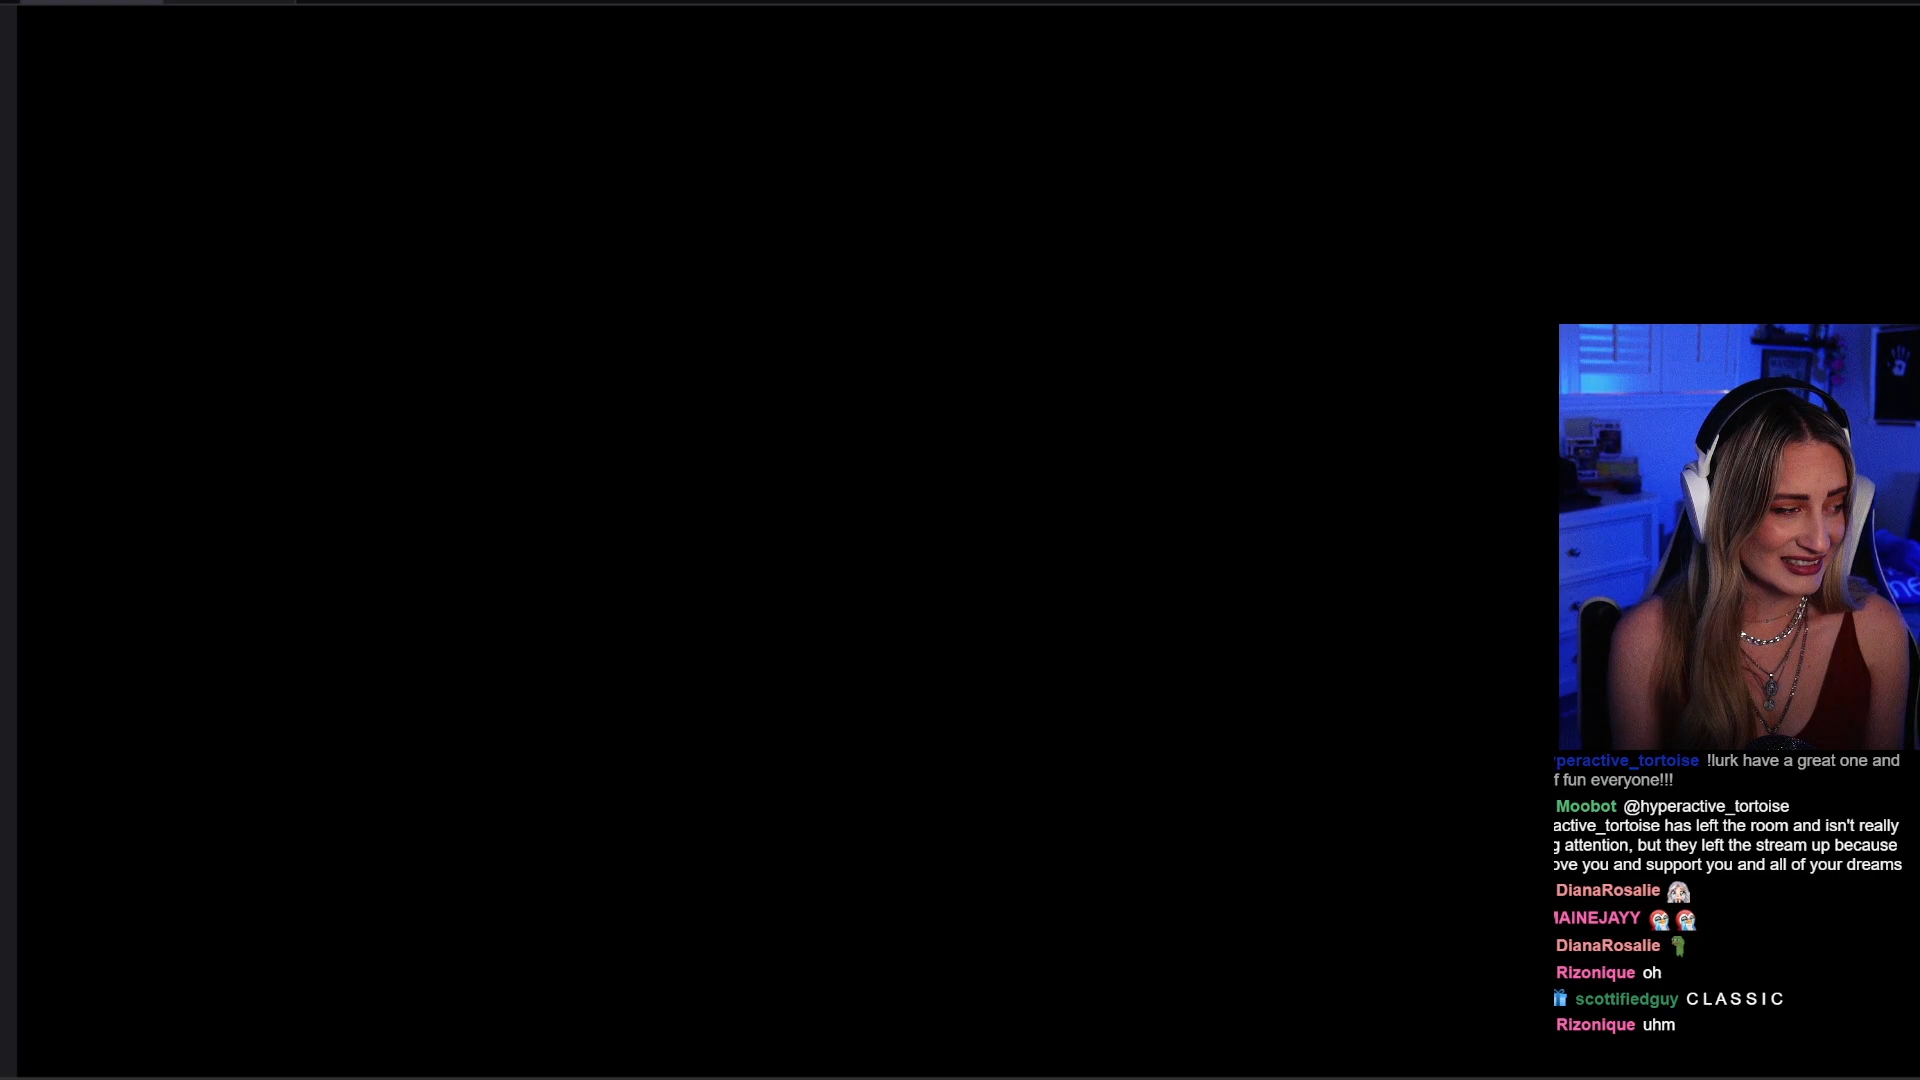 peractive_tortoise !lurk have a great one and
f fun everyone!!!
Moobot @hyperactive_tortoise
active_tortoise has left the room and isn't really
g attention, but they left the stream up because
ove you and support you and all of your dreams
DianaRosalie
AINEJAYY
DianaRosalie
Rizonique oh
scottifiedguy C L A S S I C
Rizonique uhm